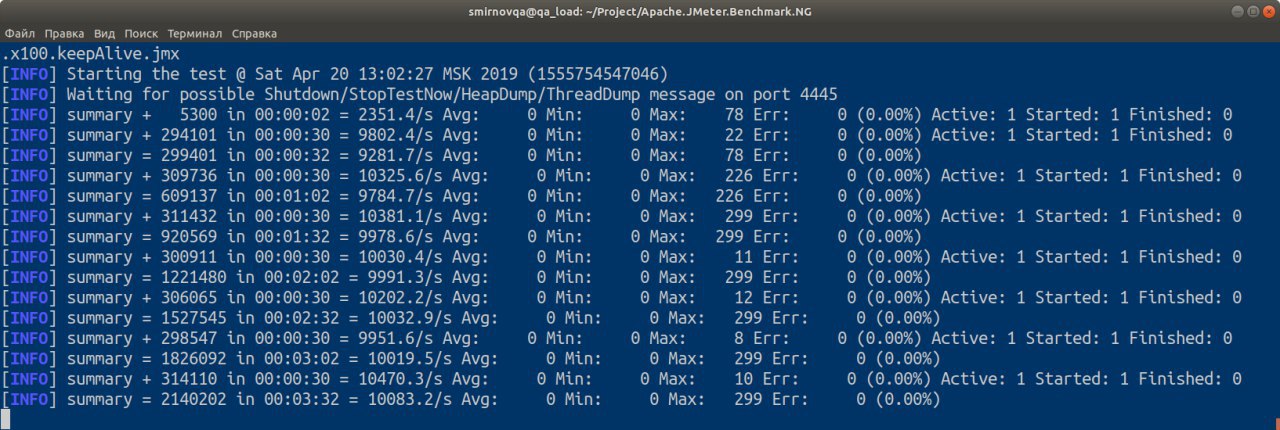 smirnovqa@qa_load: ~/Project/Apache.JMeter.Benchmark.NG
Файл Правка Вид Поиск Терминал Справка
.x100.keepAlive.jmx
[INFO] Starting the test @ Sat Apr 20 13:02:27 MSK 2019 (1555754547046)
[INFO] Waiting for possible Shutdown/StopTestNow/HeapDump/ThreadDump message on port 4445
[INFO] summary +   5300 in 00:00:02 = 2351.4/s Avg:     0 Min:     0 Max:    78 Err:     0 (0.00%) Active: 1 Started: 1 Finished: 0
[INFO] summary + 294101 in 00:00:30 = 9802.4/s Avg:     0 Min:     0 Max:    22 Err:     0 (0.00%) Active: 1 Started: 1 Finished: 0
[INFO] summary = 299401 in 00:00:32 = 9281.7/s Avg:     0 Min:     0 Max:    78 Err:     0 (0.00%)
[INFO] summary + 309736 in 00:00:30 = 10325.6/s Avg:     0 Min:     0 Max:   226 Err:     0 (0.00%) Active: 1 Started: 1 Finished: 0
[INFO] summary = 609137 in 00:01:02 = 9784.7/s Avg:     0 Min:     0 Max:   226 Err:     0 (0.00%)
[INFO] summary + 311432 in 00:00:30 = 10381.1/s Avg:     0 Min:     0 Max:   299 Err:     0 (0.00%) Active: 1 Started: 1 Finished: 0
[INFO] summary = 920569 in 00:01:32 = 9978.6/s Avg:     0 Min:     0 Max:   299 Err:     0 (0.00%)
[INFO] summary + 300911 in 00:00:30 = 10030.4/s Avg:     0 Min:     0 Max:    11 Err:     0 (0.00%) Active: 1 Started: 1 Finished: 0
[INFO] summary = 1221480 in 00:02:02 = 9991.3/s Avg:     0 Min:     0 Max:   299 Err:     0 (0.00%)
[INFO] summary + 306065 in 00:00:30 = 10202.2/s Avg:     0 Min:     0 Max:    12 Err:     0 (0.00%) Active: 1 Started: 1 Finished: 0
[INFO] summary = 1527545 in 00:02:32 = 10032.9/s Avg:     0 Min:     0 Max:   299 Err:     0 (0.00%)
[INFO] summary + 298547 in 00:00:30 = 9951.6/s Avg:     0 Min:     0 Max:     8 Err:     0 (0.00%) Active: 1 Started: 1 Finished: 0
[INFO] summary = 1826092 in 00:03:02 = 10019.5/s Avg:     0 Min:     0 Max:   299 Err:     0 (0.00%)
[INFO] summary + 314110 in 00:00:30 = 10470.3/s Avg:     0 Min:     0 Max:    10 Err:     0 (0.00%) Active: 1 Started: 1 Finished: 0
[INFO] summary = 2140202 in 00:03:32 = 10083.2/s Avg:     0 Min:     0 Max:   299 Err:     0 (0.00%)